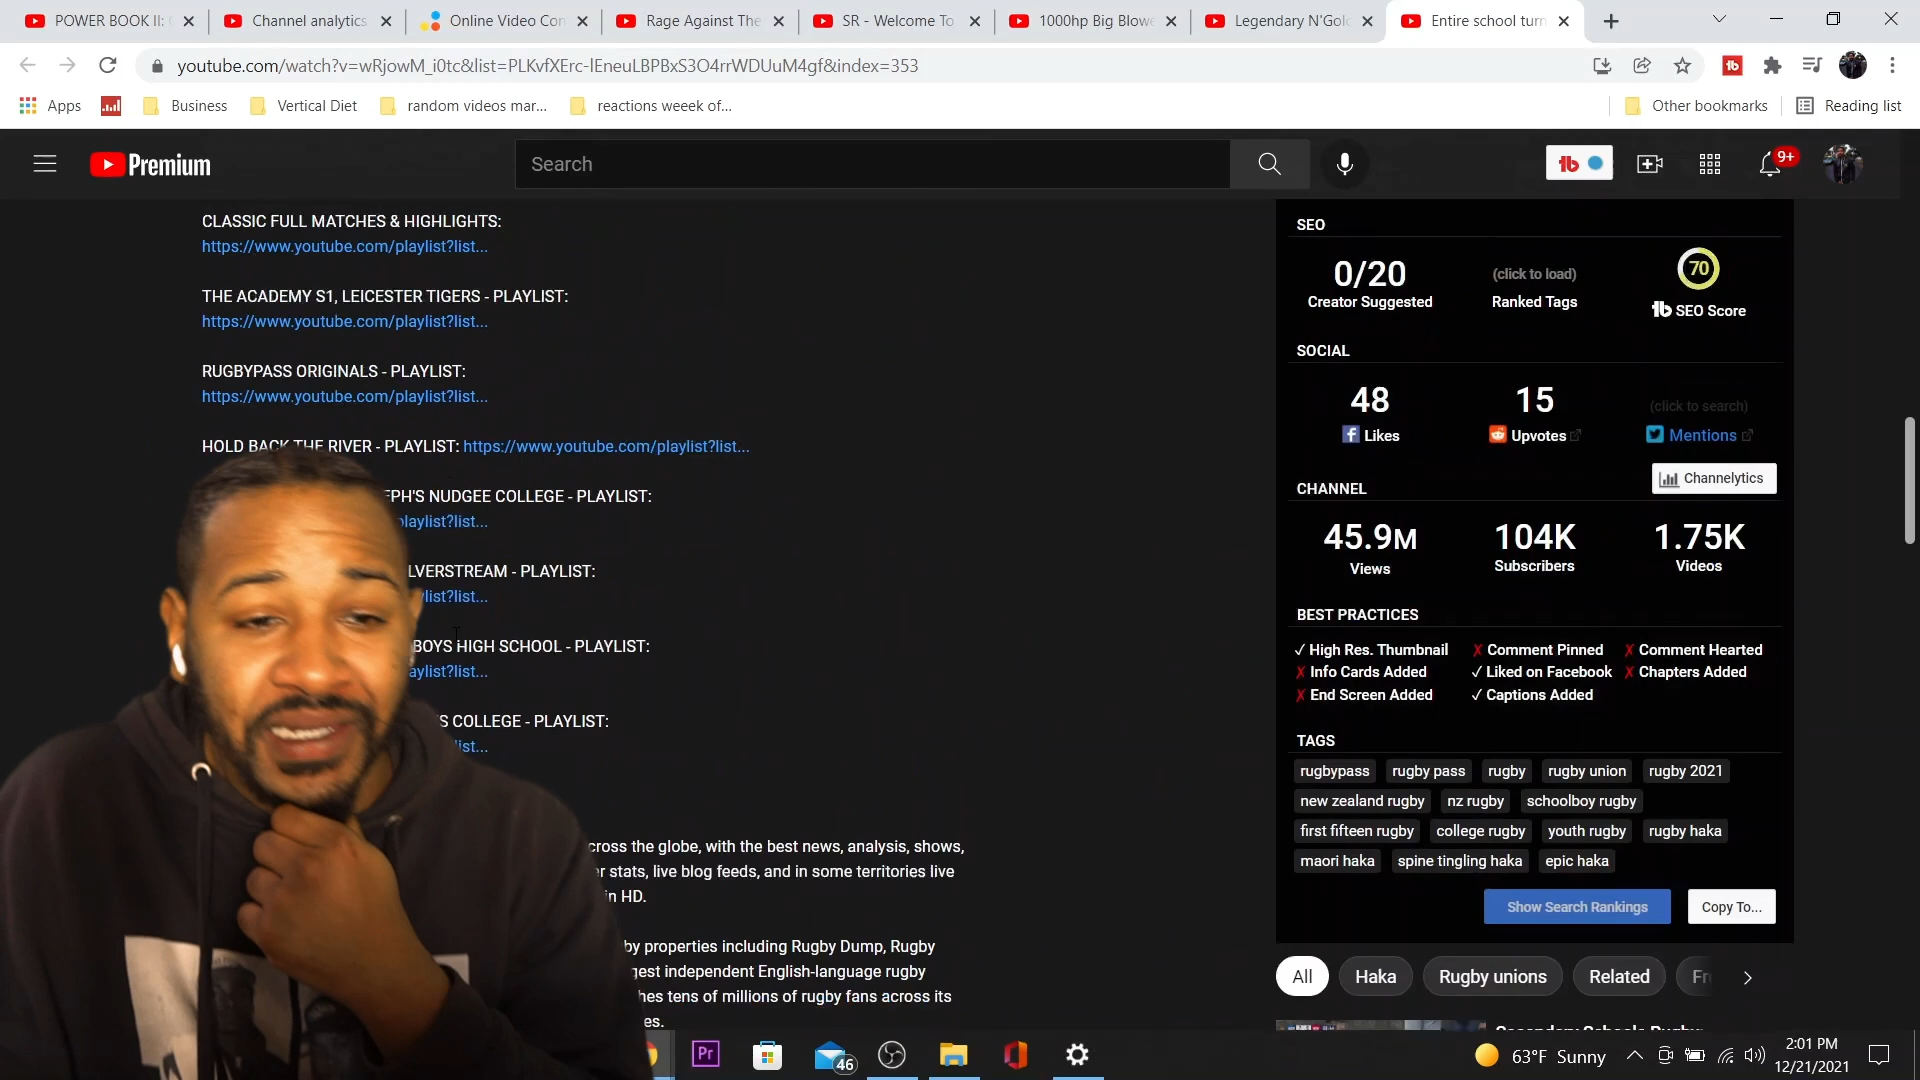 POWER BOOK II:
Channel analytics
Online Video Con
Rage Against The
SR - Welcome To
1000hp Big Blowe
Legendary N'Golo
Entire school turn
youtube.com/watch?v=wRjowM_i0tc&list=PLKvfXErc-lEneuLBPBxS3O4rrWDUuM4gf&index=353
Apps
Business
Vertical Diet
random videos mar...
reactions weeek of...
Other bookmarks
Reading list
Premium
Search
9+
CLASSIC FULL MATCHES & HIGHLIGHTS:
https://www.youtube.com/playlist?list...
THE ACADEMY S1, LEICESTER TIGERS - PLAYLIST:
https://www.youtube.com/playlist?list...
RUGBYPASS ORIGINALS - PLAYLIST:
https://www.youtube.com/playlist?list...
HOLD BACK THE RIVER - PLAYLIST: https://www.youtube.com/playlist?list...
EPH'S NUDGEE COLLEGE - PLAYLIST:
playlist?list...
LVERSTREAM - PLAYLIST:
list?list...
BOYS HIGH SCHOOL - PLAYLIST:
aylist?list...
S COLLEGE - PLAYLIST:
list...
cross the globe, with the best news, analysis, shows,
r stats, live blog feeds, and in some territories live
in HD.
by properties including Rugby Dump, Rugby
gest independent English-language rugby
hes tens of millions of rugby fans across its
es.
SEO
0/20
Creator Suggested
(click to load)
Ranked Tags
70
tb SEO Score
SOCIAL
48
Likes
15
Upvotes
(click to search)
Mentions
CHANNEL
Channelytics
45.9M
Views
104K
Subscribers
1.75K
Videos
BEST PRACTICES
✓ High Res. Thumbnail
✗ Comment Pinned
✗ Comment Hearted
✗ Info Cards Added
✓ Liked on Facebook
✗ Chapters Added
✗ End Screen Added
✓ Captions Added
TAGS
rugbypass
rugby pass
rugby
rugby union
rugby 2021
new zealand rugby
nz rugby
schoolboy rugby
first fifteen rugby
college rugby
youth rugby
rugby haka
maori haka
spine tingling haka
epic haka
Show Search Rankings
Copy To...
All
Haka
Rugby unions
Related
Fr
Secondary Schools Rugby
Pr
46
63°F Sunny
2:01 PM
12/21/2021